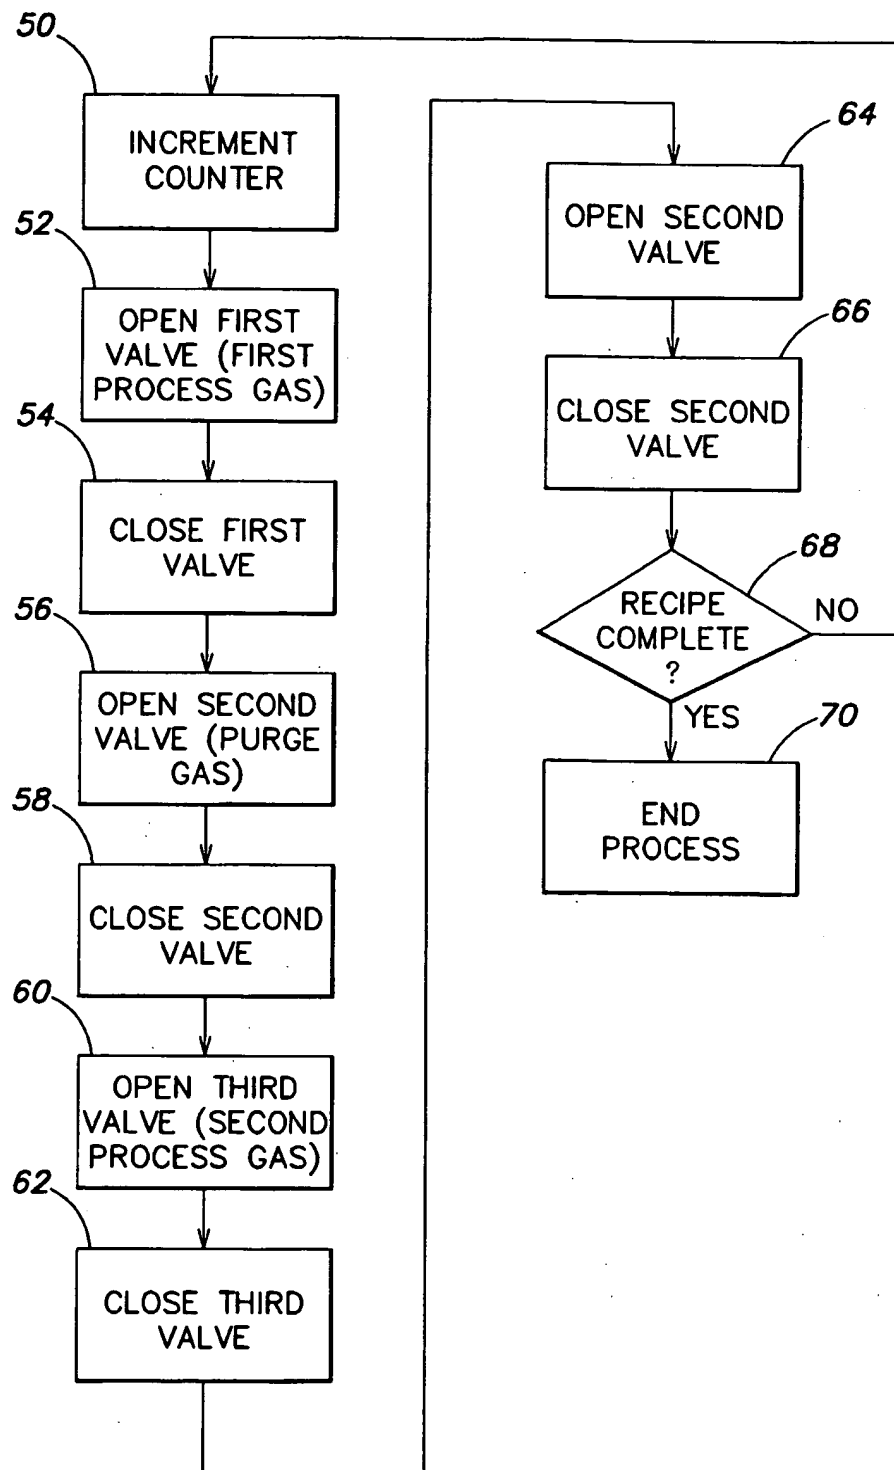 50
INCREMENT
COUNTER
52
OPEN FIRST
VALVE (FIRST
PROCESS GAS)
54
CLOSE FIRST
VALVE
56
OPEN SECOND
VALVE (PURGE
GAS)
58
CLOSE SECOND
VALVE
60
OPEN THIRD
VALVE (SECOND
PROCESS GAS)
62
CLOSE THIRD
VALVE
64
OPEN SECOND
VALVE
66
CLOSE SECOND
VALVE
68
RECIPE
COMPLETE
?
NO
YES
70
END
PROCESS